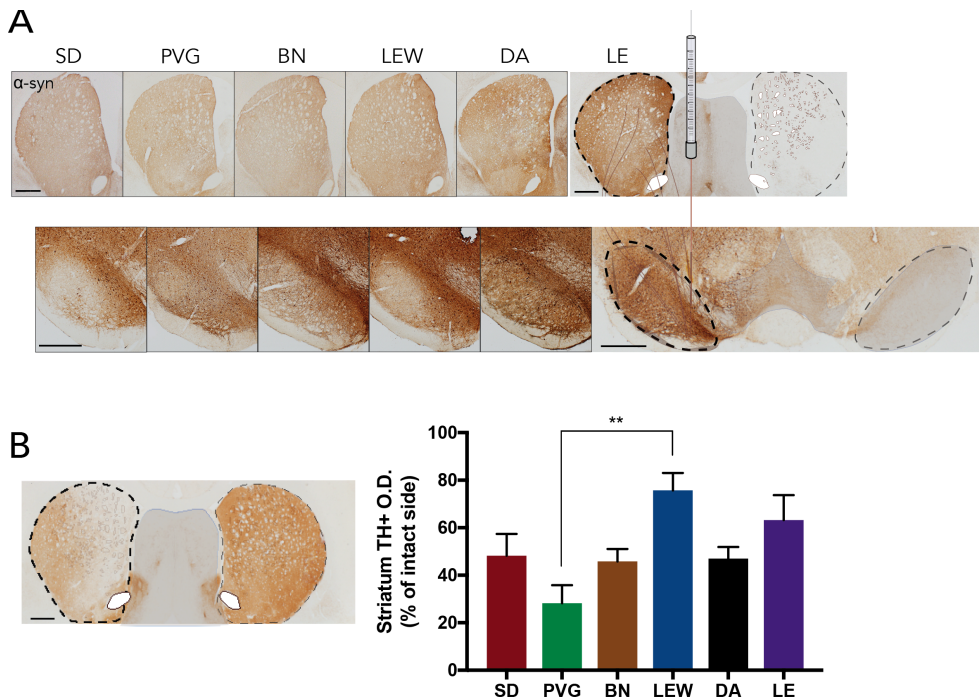 A
SD PVG BN LEW DA LE
α-syn
B
**
Striatum TH+ O.D.
(% of intact side)
100
80
60
40
20
0
SD PVG BN LEW DA LE